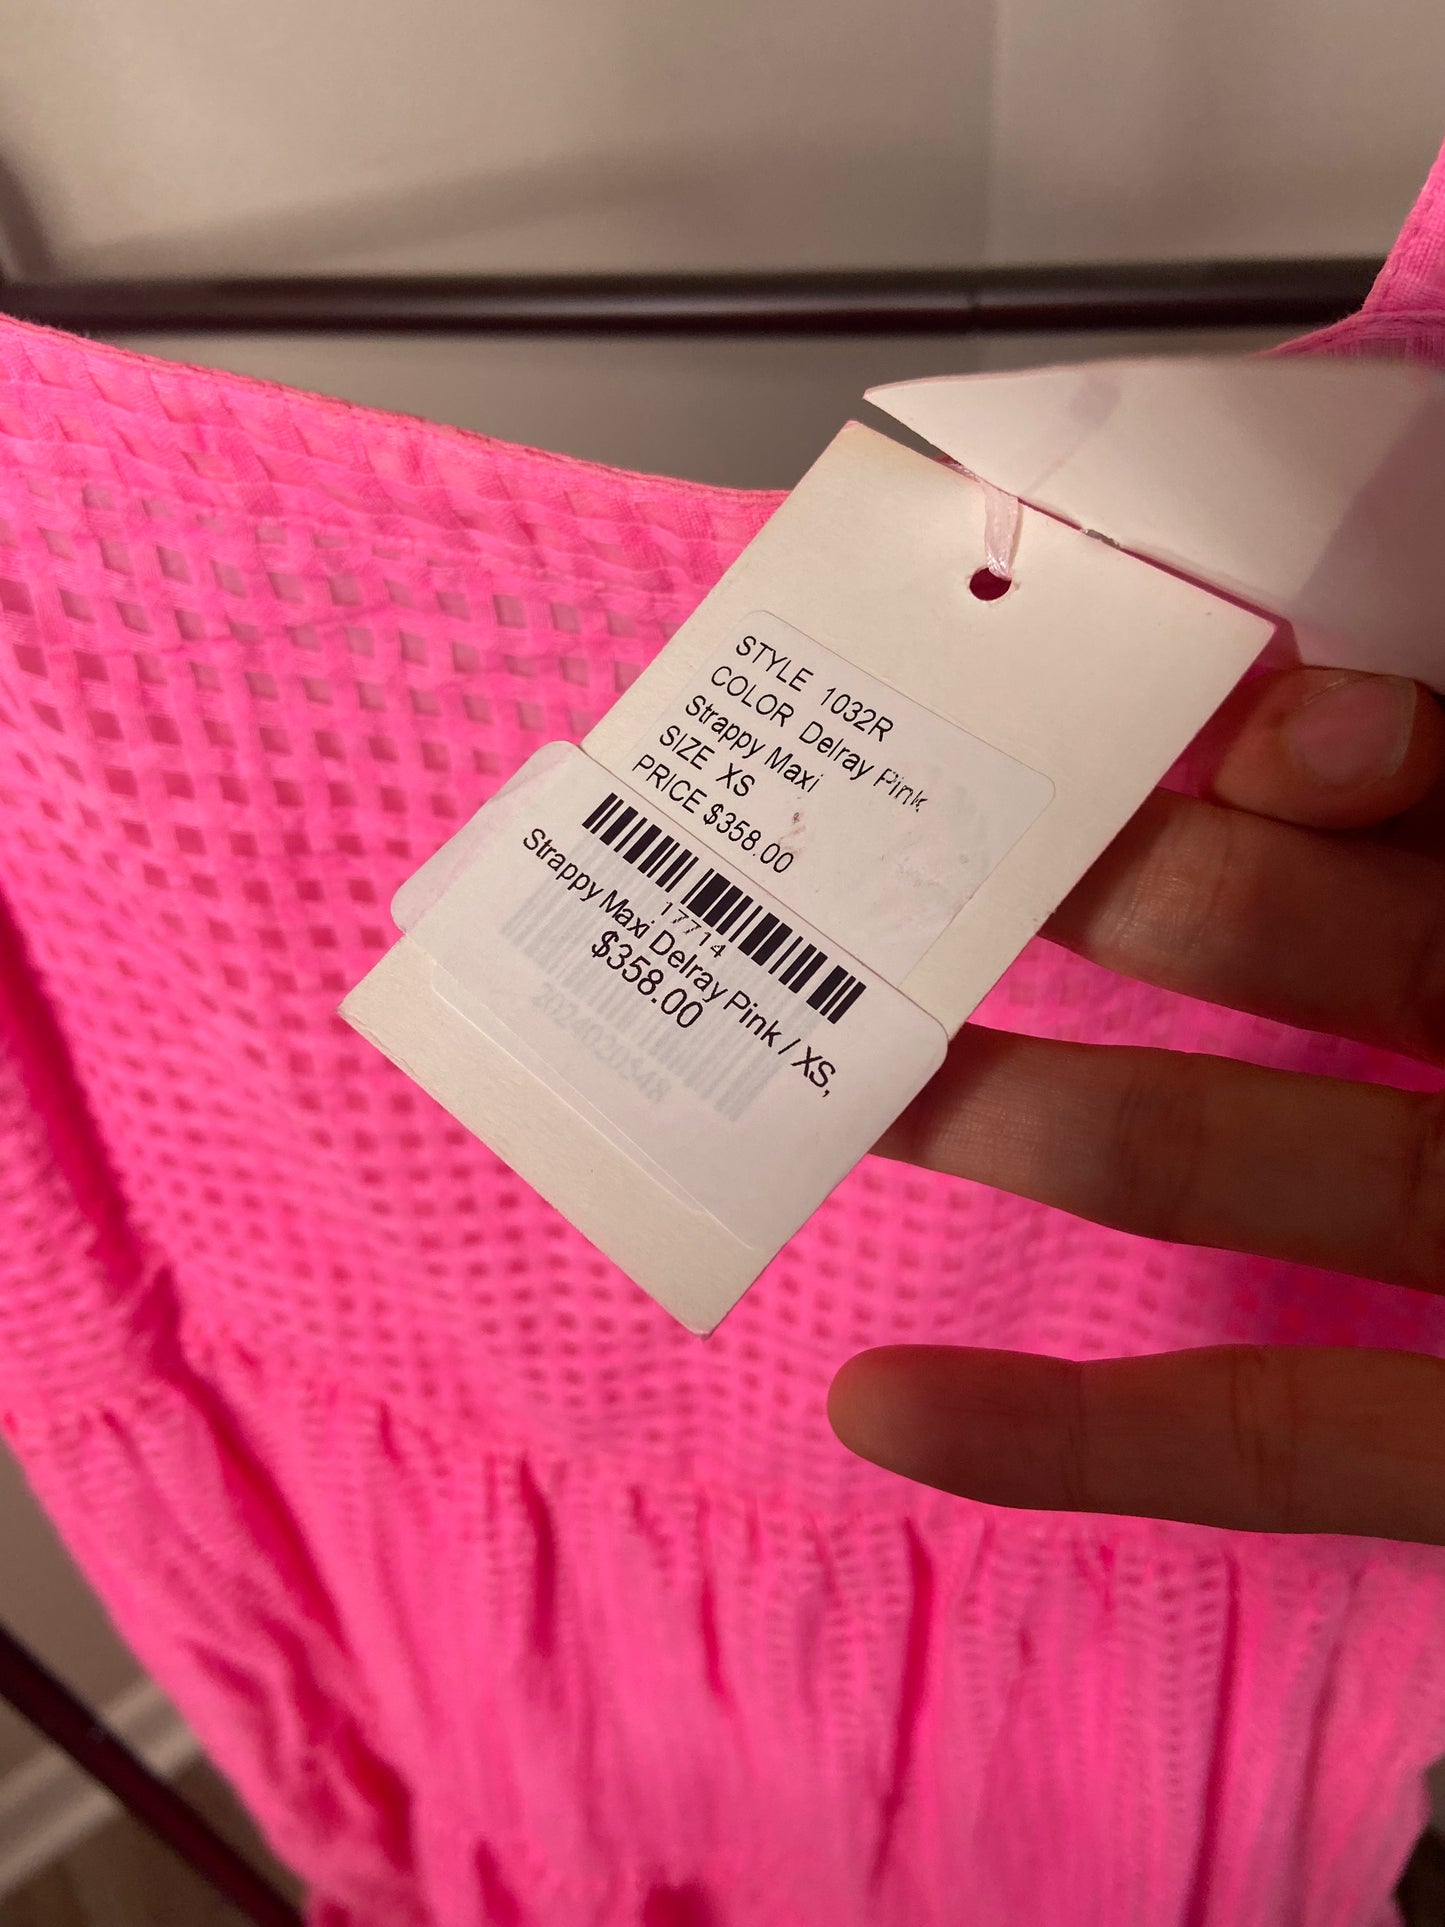 STYLE 1032R
COLOR Delray Pink
Strappy Maxi
SIZE XS
PRICE $358.00
17714
Strappy Maxi Delray Pink / XS,
$358.00